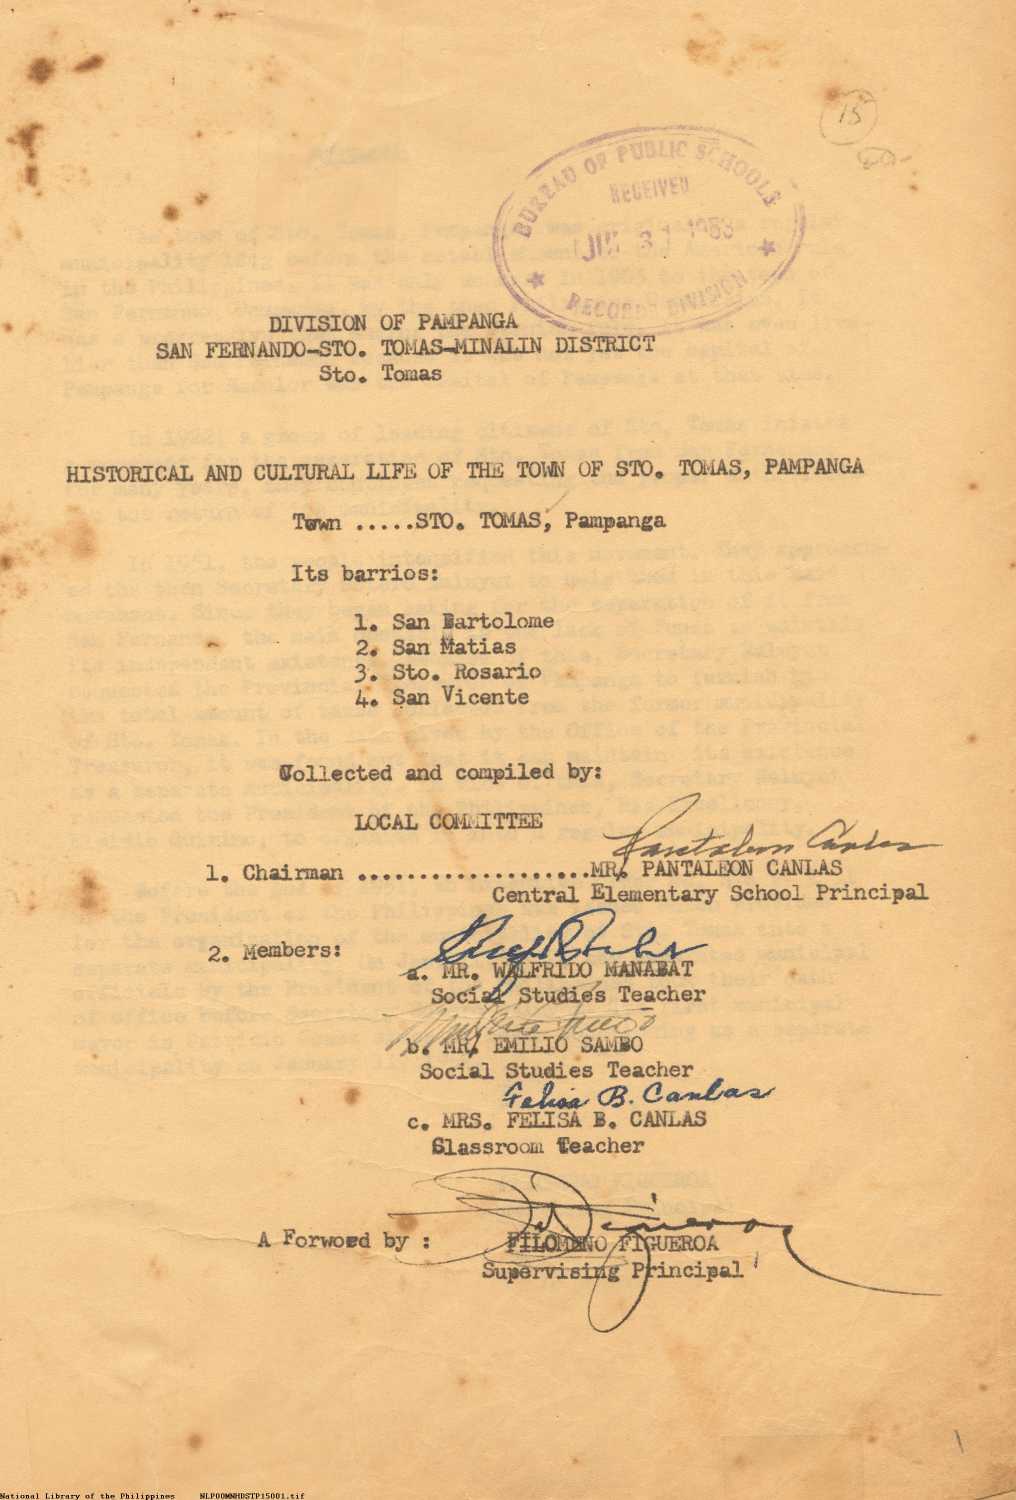 15
BUREAU OF PUBLIC SCHOOLS
RECEIVED
31 1953
RECORDS DIVISION
DIVISION OF PAMPANGA
SAN FERNANDO-STO. TOMAS-MINALIN DISTRICT
Sto. Tomas
HISTORICAL AND CULTURAL LIFE OF THE TOWN OF STO. TOMAS, PAMPANGA
Town .....STO. TOMAS, Pampanga
Its barrios:
1. San Bartolome
2. San Matias
3. Sto. Rosario
4. San Vicente
Collected and compiled by:
LOCAL COMMITTEE
Pantaleon Canlas
1. Chairman ...................MR. PANTALEON CANLAS
Central Elementary School Principal
2. Members:
a. MR. WALFRIDO MANABAT
Social Studies Teacher
b. MR. EMILIO SAMBO
Social Studies Teacher
Felisa B. Canlas
c. MRS. FELISA B. CANLAS
Classroom Teacher
A Forword by : FILOMENO FIGUEROA
Supervising Principal
National Library of the Philippines NLP00MNHDSTP15001.tif